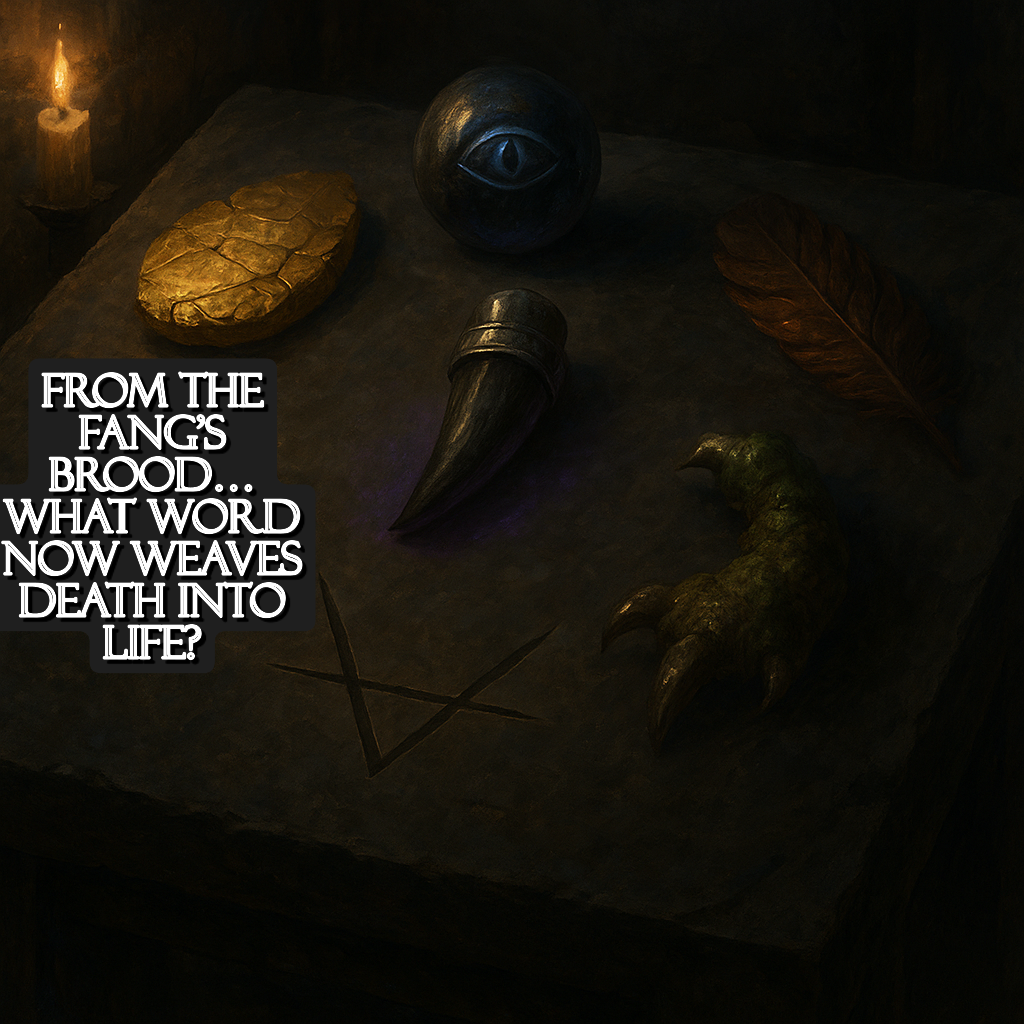 FROM THE
FANG'S
BROOD...
WHAT WORD
NOW WEAVES
DEATH INTO
LIFE?